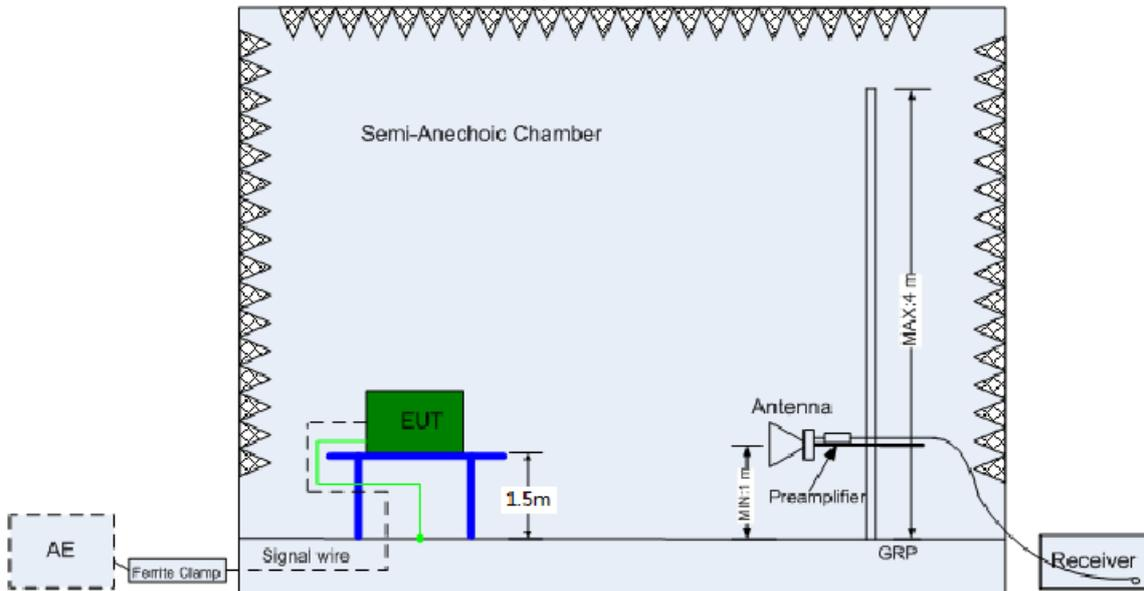 Semi-Anechoic Chamber
MAX:4 m
Antenna
EUT
MIN:1 m
Preamplifier
1.5m
AE
Ferrite Clamp
Signal wire
GRP
Receiver